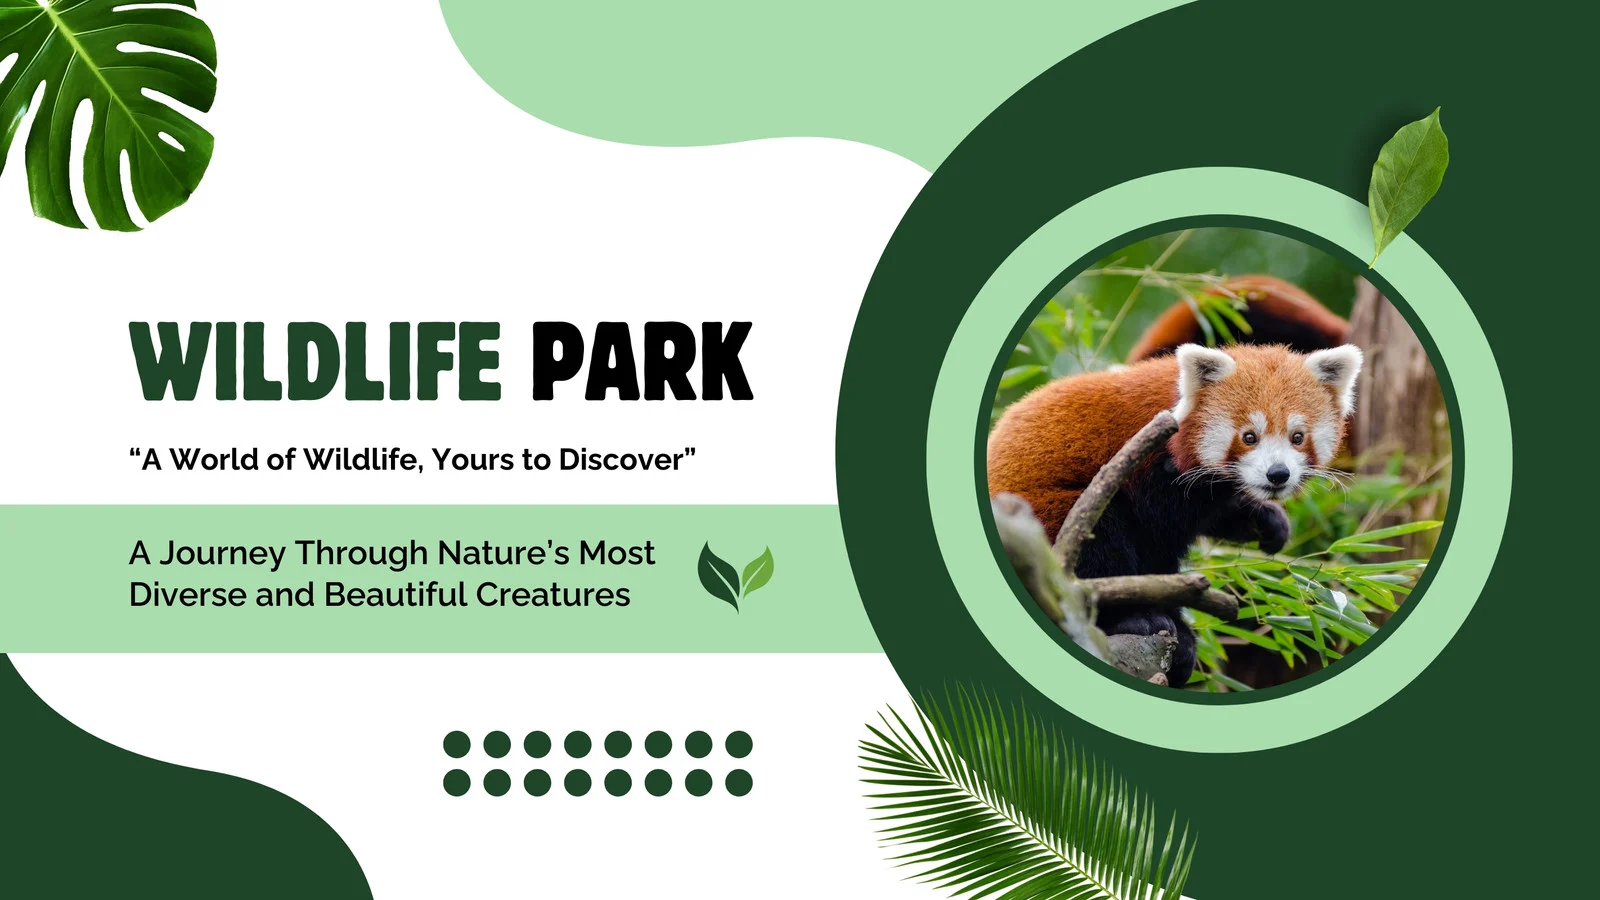 WILDLIFE PARK
“A World of Wildlife, Yours to Discover”
A Journey Through Nature’s Most
Diverse and Beautiful Creatures